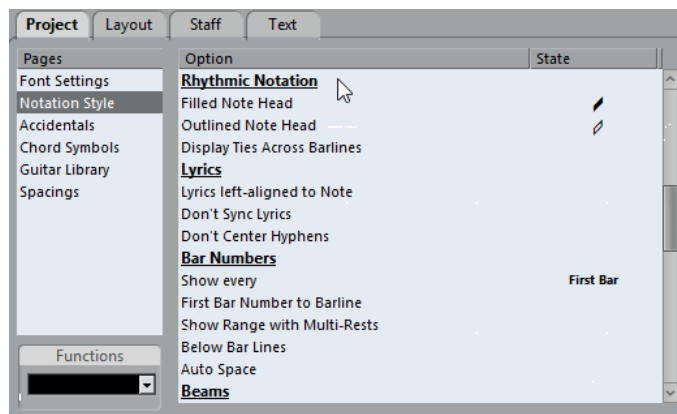 Project Layout Staff Text
Pages
Font Settings
Notation Style
Accidentals
Chord Symbols
Guitar Library
Spacings
Functions
Option State
Rhythmic Notation
Filled Note Head
Outlined Note Head
Display Ties Across Barlines
Lyrics
Lyrics left-aligned to Note
Don't Sync Lyrics
Don't Center Hyphens
Bar Numbers
Show every First Bar
First Bar Number to Barline
Show Range with Multi-Rests
Below Bar Lines
Auto Space
Beams